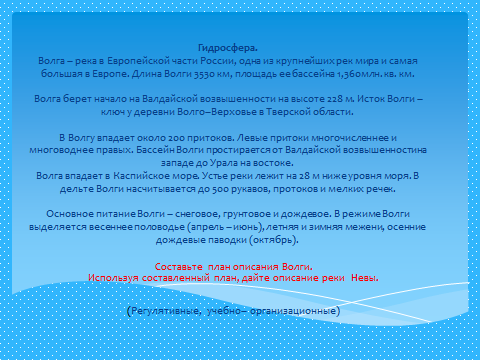 Гидросфера.
Волга – река в Европейской части России, одна из крупнейших рек мира и самая
большая в Европе. Длина Волги 3530 км, площадь ее бассейна 1,360млн. кв. км.
Волга берет начало на Валдайской возвышенности на высоте 228 м. Исток Волги –
ключ у деревни Волго–Верховье в Тверской области.
В Волгу впадает около 200 притоков. Левые притоки многочисленнее и
многоводнее правых. Бассейн Волги простирается от Валдайской возвышенностина
западе до Урала на востоке.
Волга впадает в Каспийское море. Устье реки лежит на 28 м ниже уровня моря. В
дельте Волги насчитывается до 500 рукавов, протоков и мелких речек.
Основное питание Волги – снеговое, грунтовое и дождевое. В режиме Волги
выделяется весеннее половодье (апрель – июнь), летняя и зимняя межени, осенние
дождевые паводки (октябрь).
Составьте план описания Волги.
Используя составленный план, дайте описание реки Невы.
(Регулятивные, учебно– организационные)